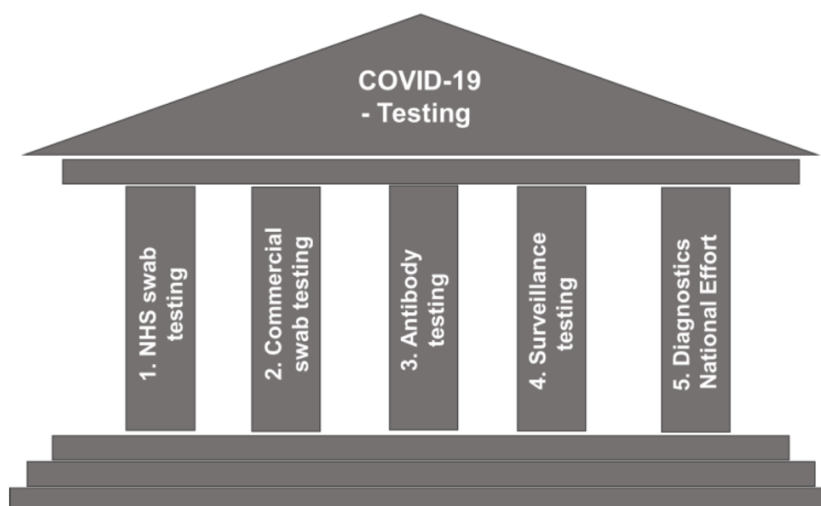 COVID-19
- Testing
1. NHS swab
testing
2. Commercial
swab testing
3. Antibody
testing
4. Surveillance
testing
5. Diagnostics
National Effort